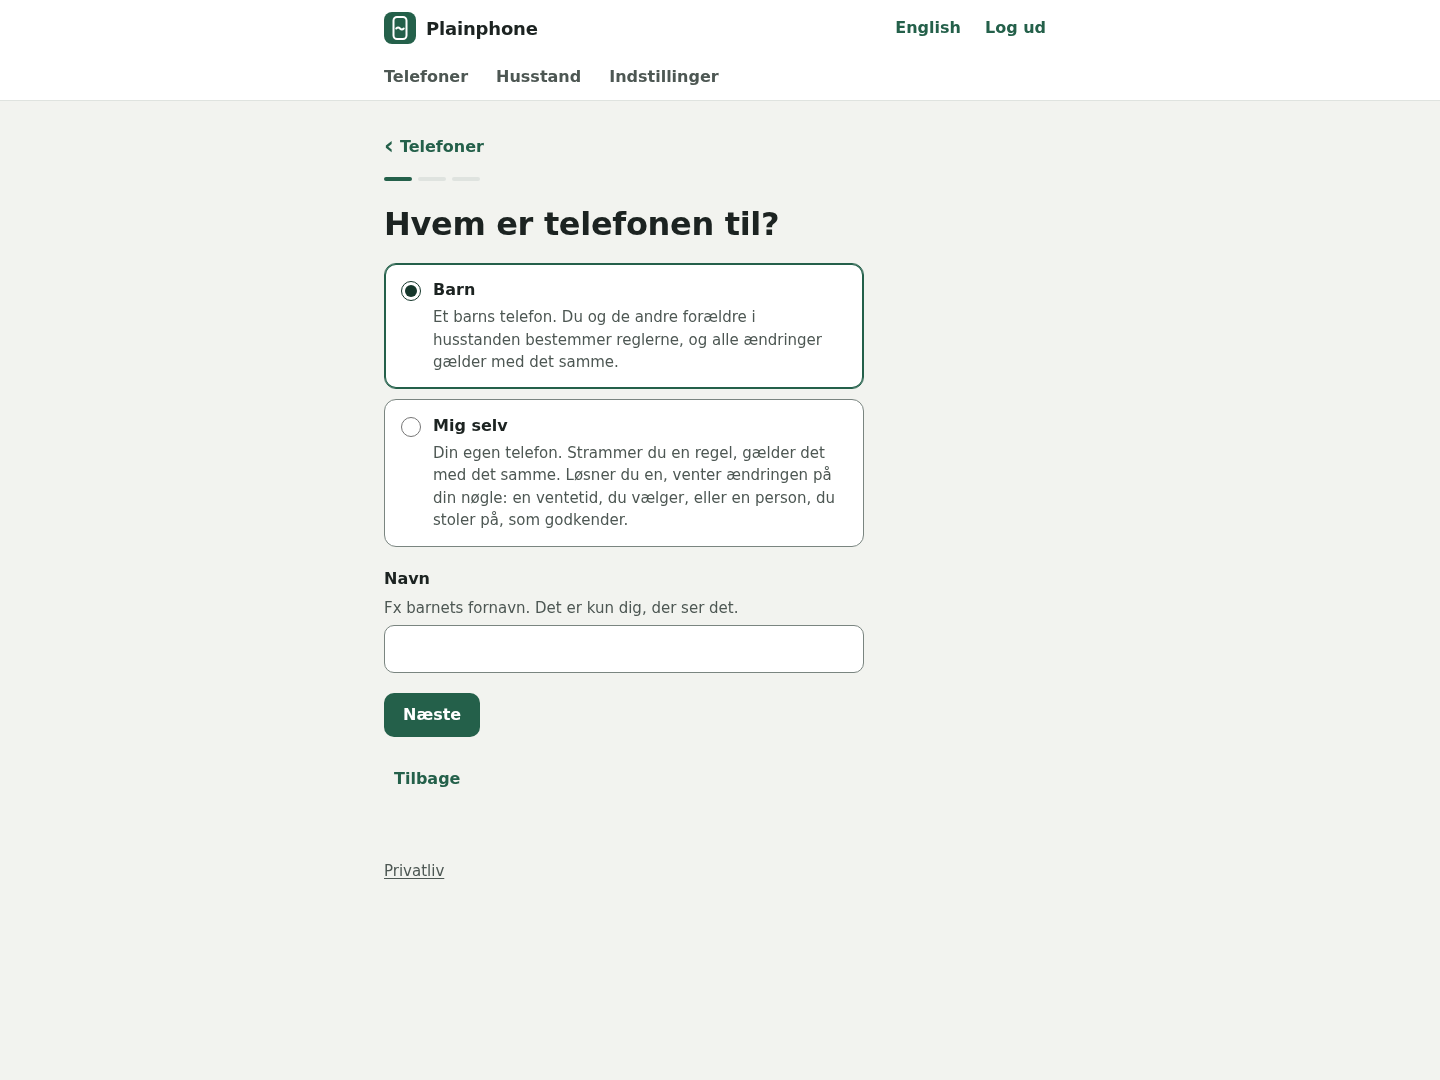 Plainphone
English
Log ud
Telefoner
Husstand
Indstillinger
‹ Telefoner
Hvem er telefonen til?
Barn
Et barns telefon. Du og de andre forældre i
husstanden bestemmer reglerne, og alle ændringer
gælder med det samme.
Mig selv
Din egen telefon. Strammer du en regel, gælder det
med det samme. Løsner du en, venter ændringen på
din nøgle: en ventetid, du vælger, eller en person, du
stoler på, som godkender.
Navn
Fx barnets fornavn. Det er kun dig, der ser det.
Næste
Tilbage
Privatliv